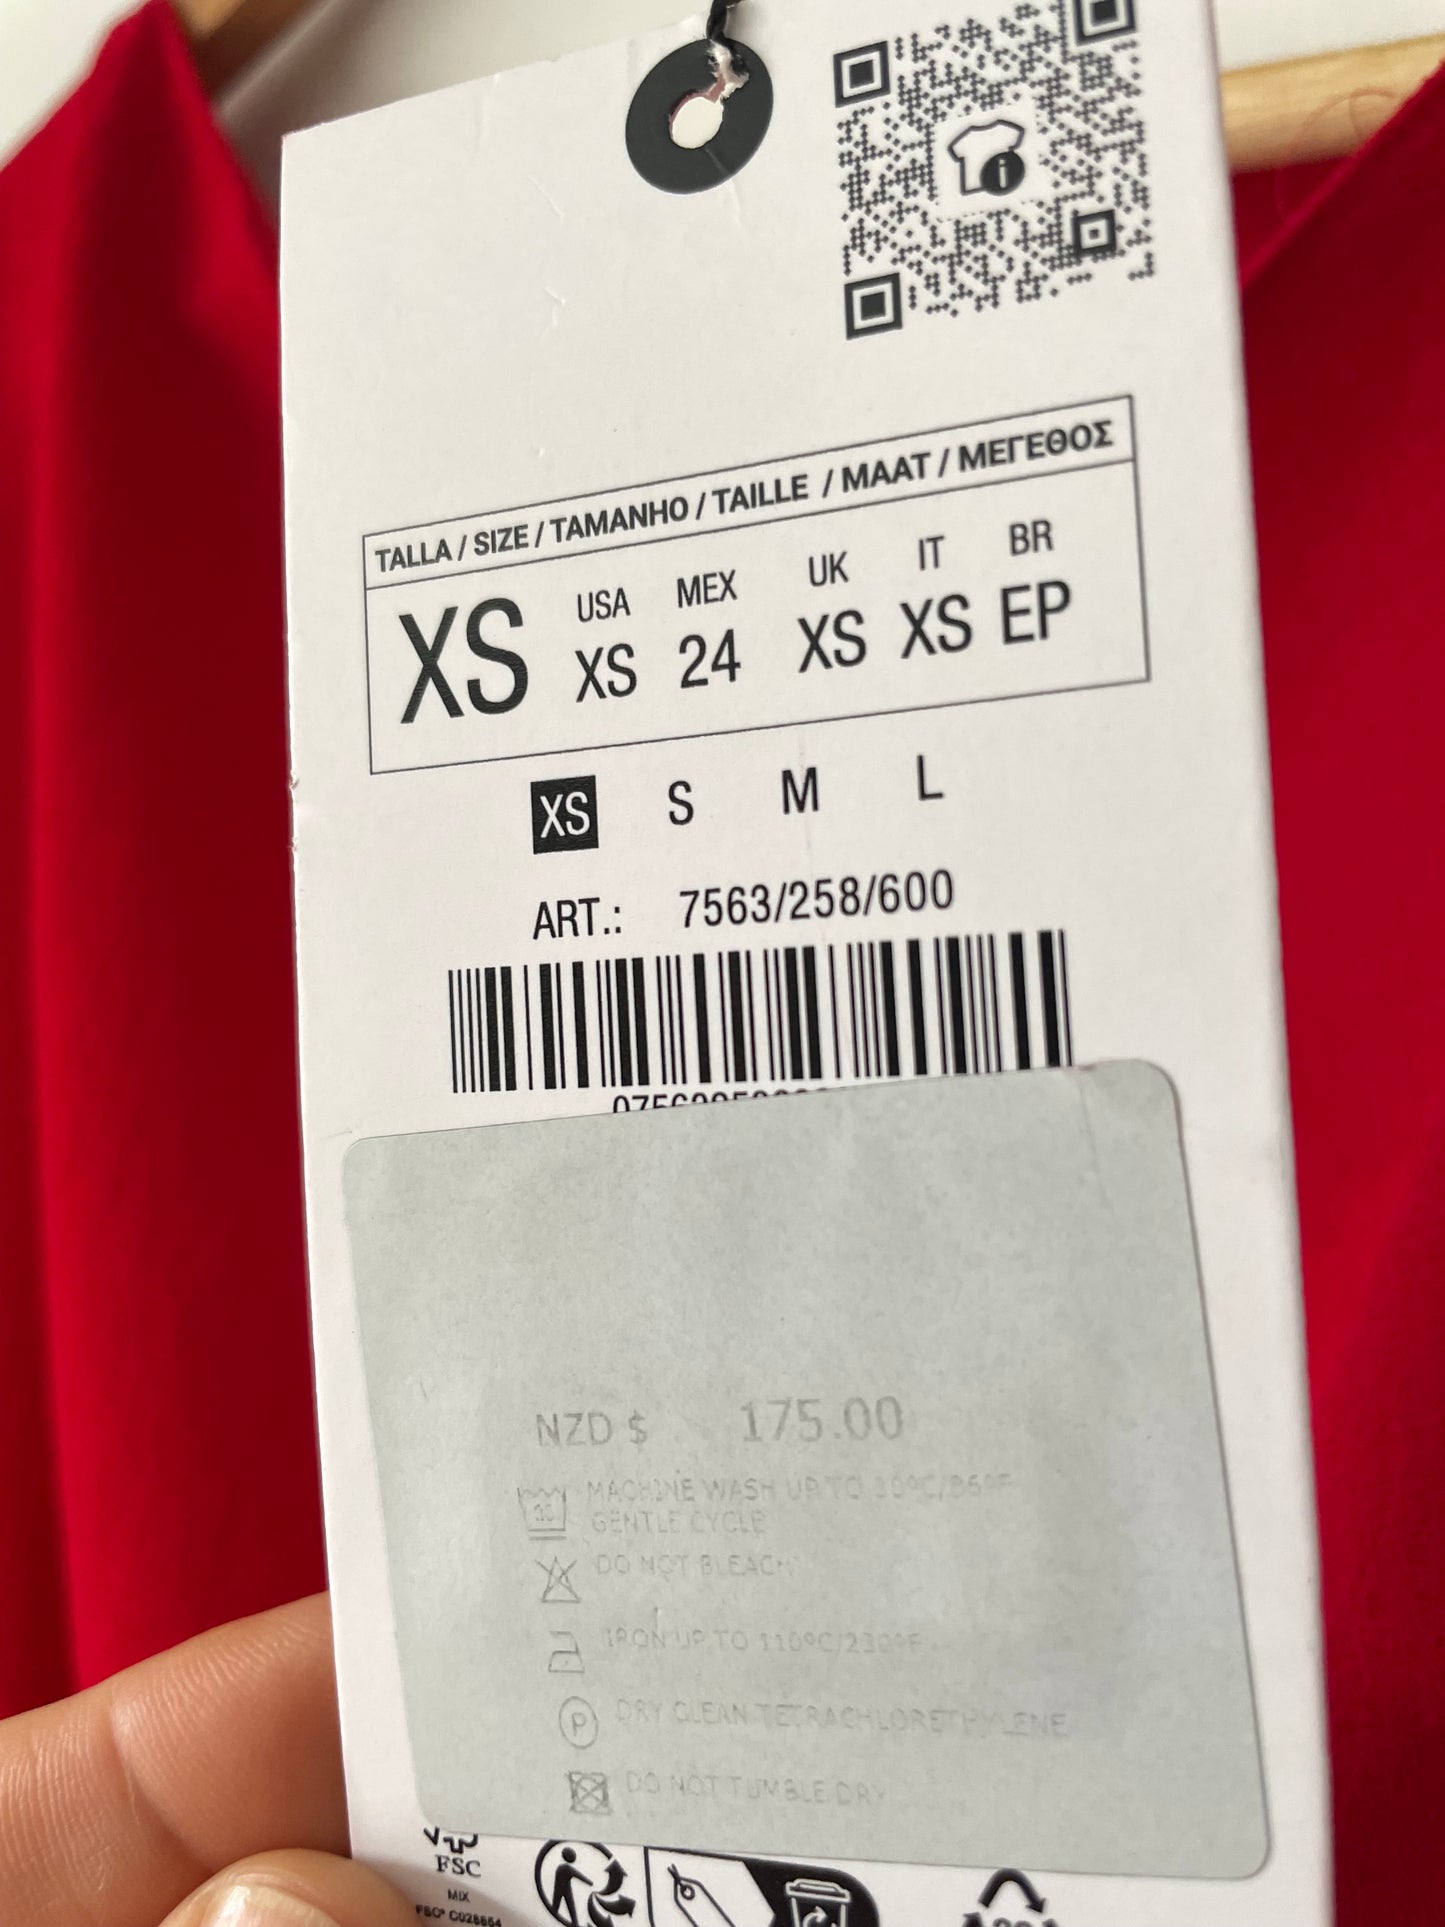 TALLA / SIZE / TAMANHO / TAILLE / MAAT / ΜΕΓΕΘΟΣ
XS USA MEX UK IT BR
XS 24 XS XS EP
XS S M L
ART.: 7563/258/600
NZD $ 175.00
MACHINE WASH UP TO 30ºC/86ºF
GENTLE CYCLE
DO NOT BLEACH
IRON UP TO 110ºC/230ºF
P DRY CLEAN TETRACHLORETHYLENE
DO NOT TUMBLE DRY
FSC
MIX